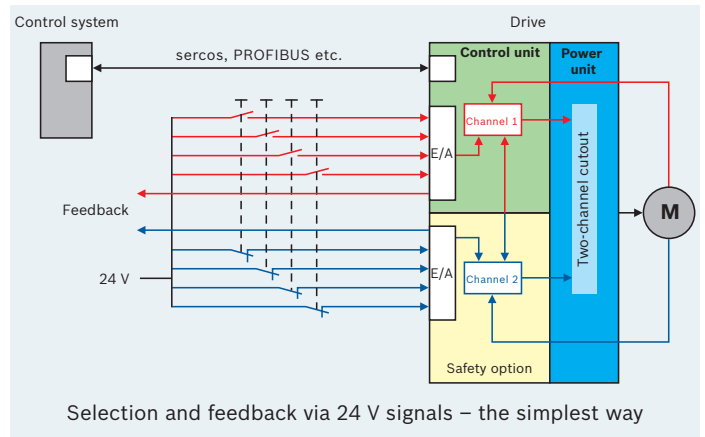 Control system
Drive
sercos, PROFIBUS etc.
Control unit
Power
unit
Channel 1
E/A
Two-channel cutout
M
Feedback
24 V
E/A
Channel 2
Safety option
Selection and feedback via 24 V signals – the simplest way